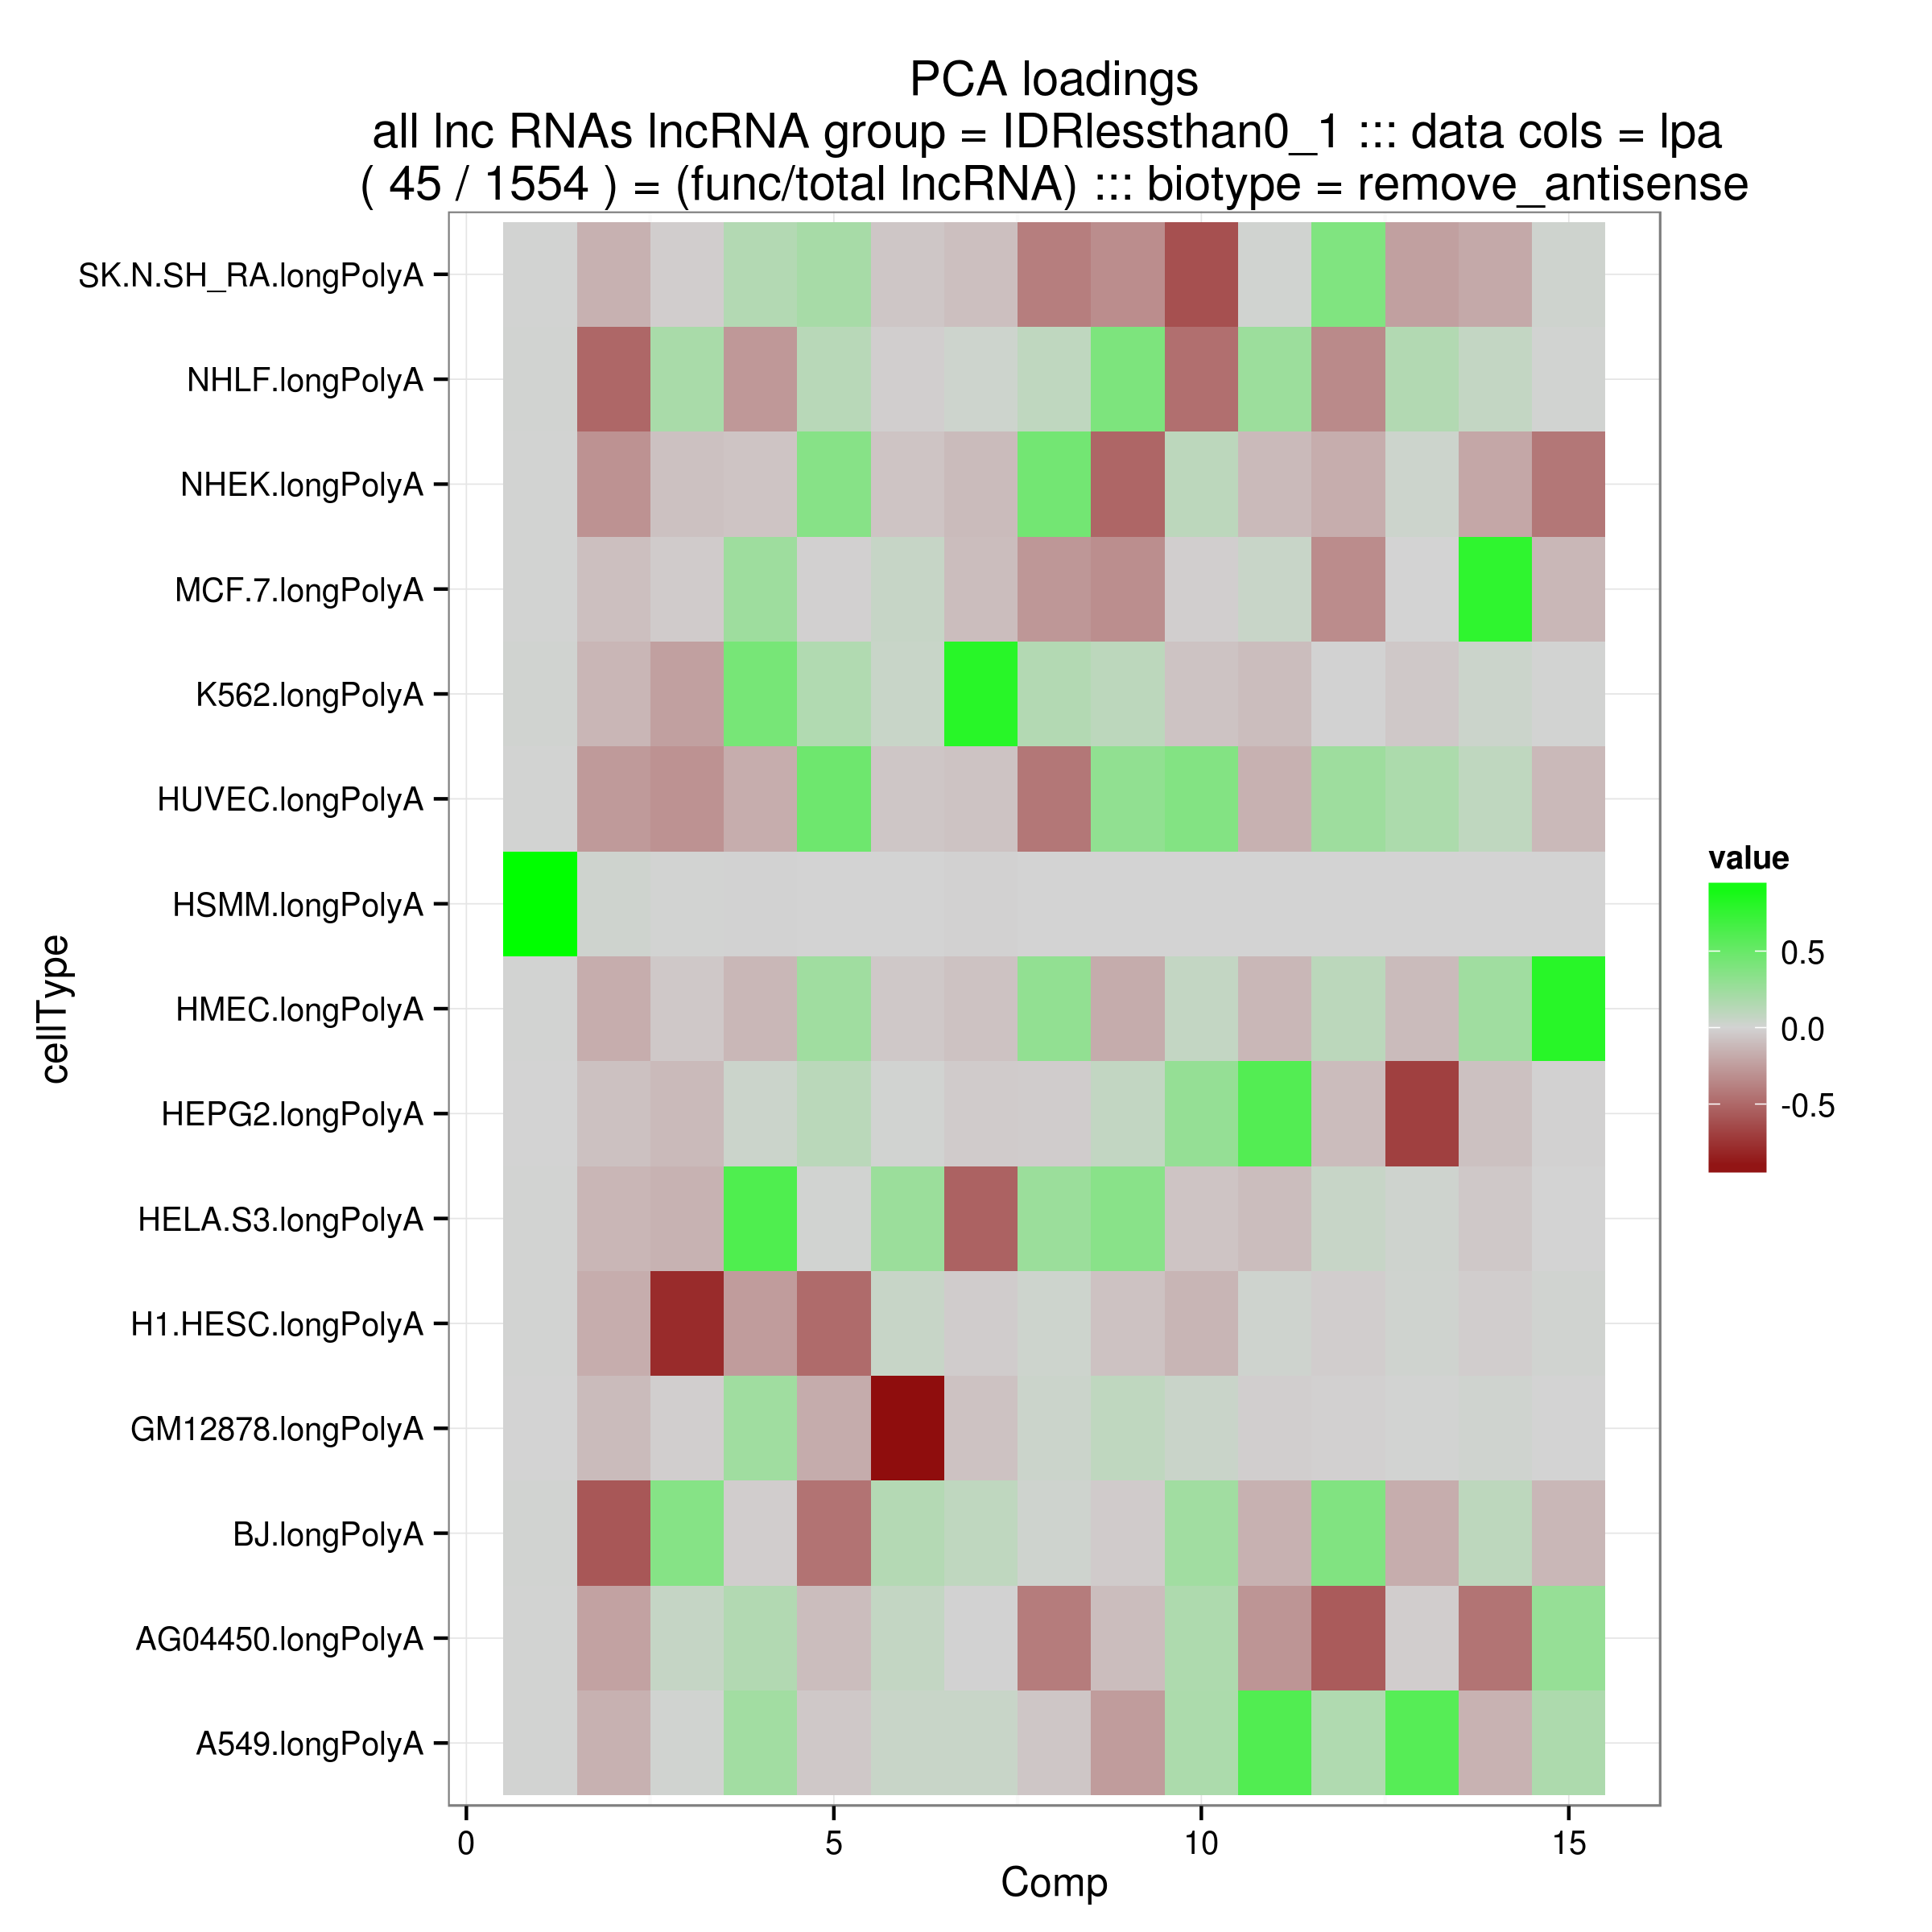 PCA loadings
all lnc RNAs lncRNA group = IDRlessthan0_1 ::: data cols = lpa
( 45 / 1554 ) = (func/total lncRNA) ::: biotype = remove_antisense
cellType
SK.N.SH_RA.longPolyA
NHLF.longPolyA
NHEK.longPolyA
MCF.7.longPolyA
K562.longPolyA
HUVEC.longPolyA
HSMM.longPolyA
HMEC.longPolyA
HEPG2.longPolyA
HELA.S3.longPolyA
H1.HESC.longPolyA
GM12878.longPolyA
BJ.longPolyA
AG04450.longPolyA
A549.longPolyA
0 5 10 15
Comp
value
0.5
0.0
-0.5